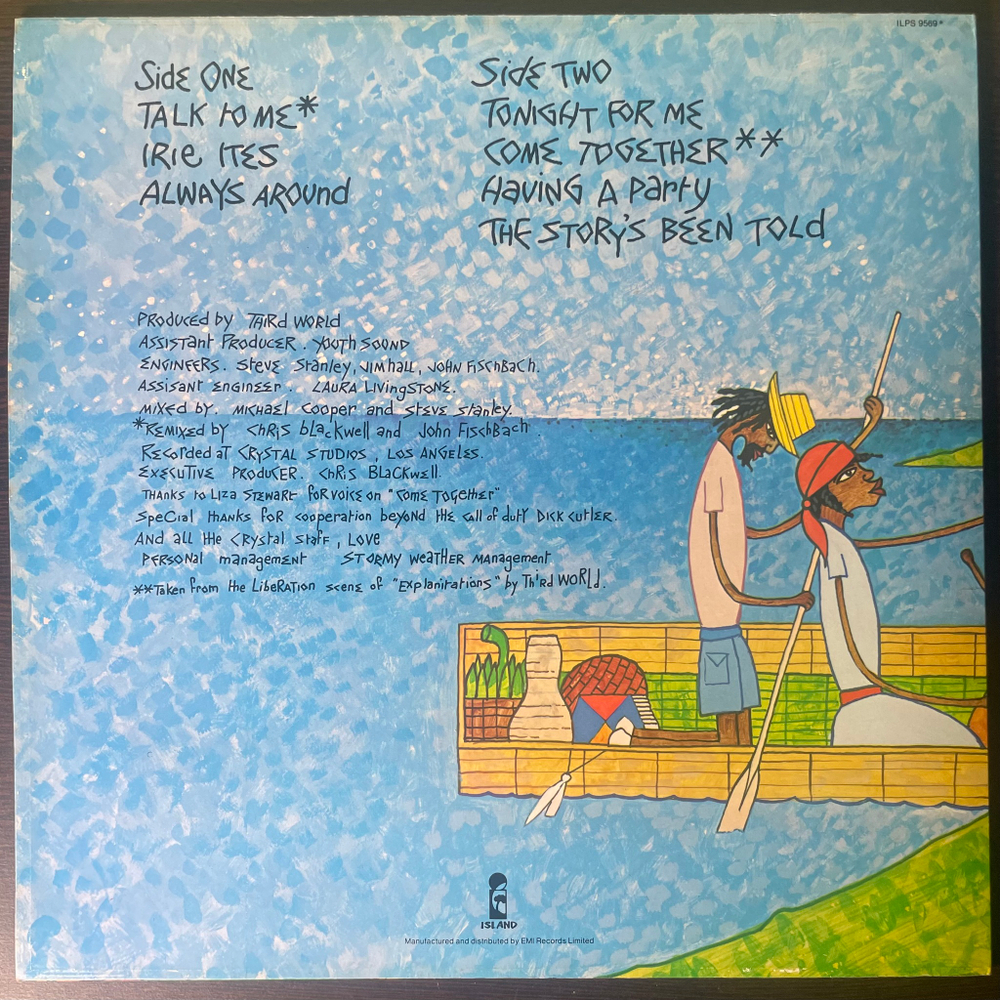 ILPS 9569*
Side ONE
TALK to ME*
IRIE ITES
ALWAYS AROUNd
Side TWO
TONIGHT FOR ME
COME TOGETHER**
HAVING A PARTY
THE STORY'S BEEN TOLd
PRODUCED by THIRd WORLd
ASSISTANT PRODUCER. YOUTH SOUND
ENGINEERS. Steve Stanley, JIM hall, JOHN FISChBACh.
ASSISANT ENGINEER. LAURA LIVINGSTONE.
MIXED by. MICHAEL Cooper and STEVE Stanley.
*REMIXED by CHRIS blackwell and John FISCHBACH.
RECORded aT CRYSTAL STUDIOS, LOS ANGELES.
EXECUTIVE PRODUCER. CHRIS BLACKWEll.
THANKS to LIZA STEWART FOR VOICE on "COME TOGETHER"
SPECIAL thANKS FOR cooperation beyond tHE call of duty DICK CUTLER.
ANd all tHE CRystal STAFF, LOVE
PERSONAL management STORMY WEATHER MANAGEMENT
**Taken from the LIBERATION scene of "Explanitations" by Third WORLd.
ISLAND
Manufactured and distributed by EMI Records Limited